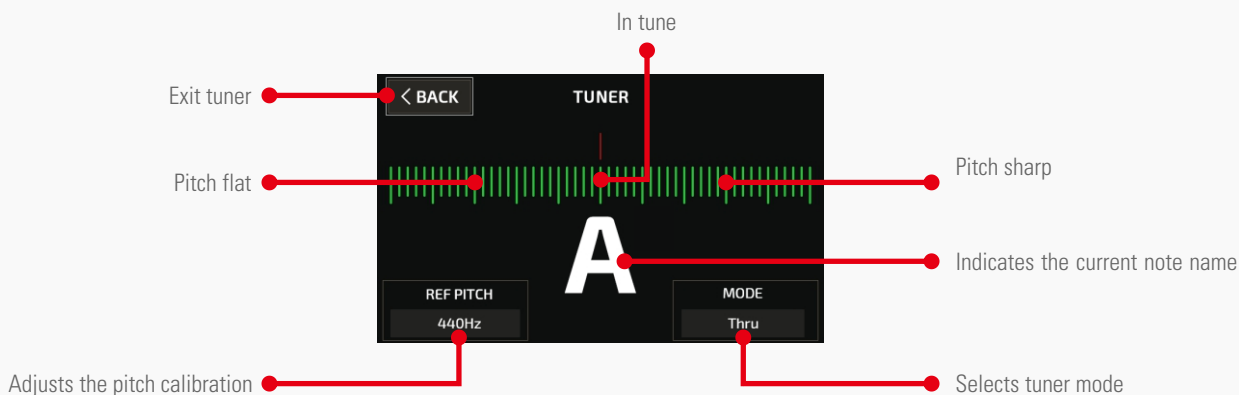 In tune
Exit tuner
< BACK
TUNER
Pitch flat
Pitch sharp
A
Indicates the current note name
REF PITCH
MODE
440Hz
Thru
Adjusts the pitch calibration
Selects tuner mode